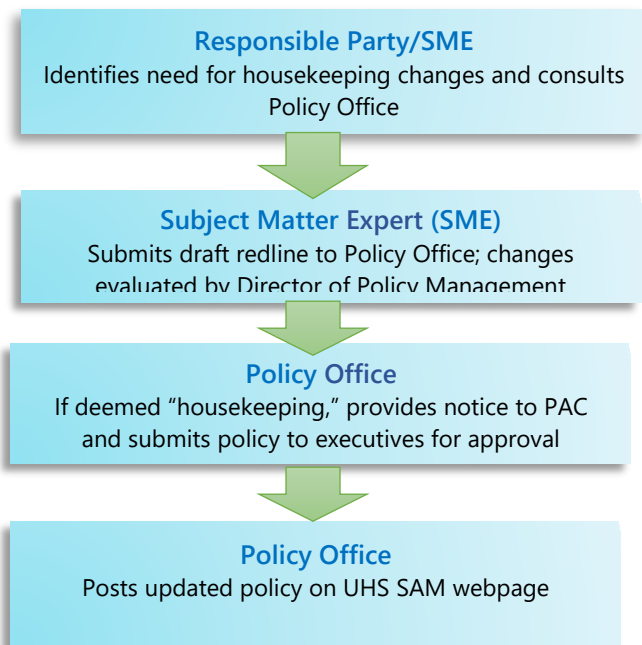 Responsible Party/SME
Identifies need for housekeeping changes and consults
Policy Office
Subject Matter Expert (SME)
Submits draft redline to Policy Office; changes
evaluated by Director of Policy Management
Policy Office
If deemed “housekeeping,” provides notice to PAC
and submits policy to executives for approval
Policy Office
Posts updated policy on UHS SAM webpage